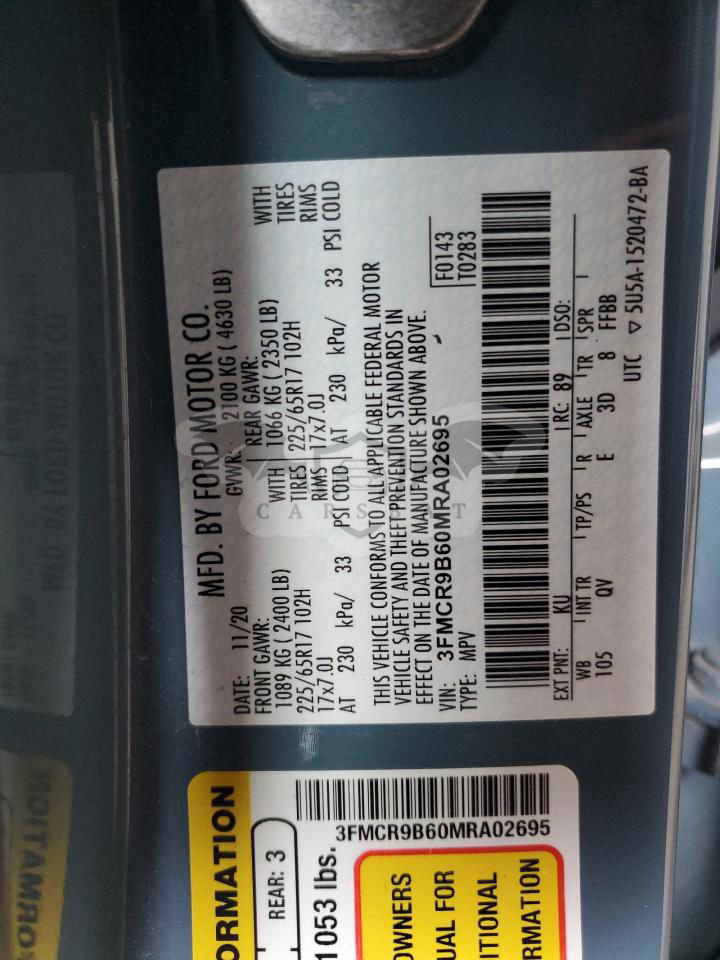 MFD. BY FORD MOTOR CO.
DATE: 11/20 GVWR: 2100 KG ( 4630 LB)
FRONT GAWR: REAR GAWR:
1089 KG ( 2400 LB) WITH 1066 KG ( 2350 LB) WITH
225/65R17 102H TIRES 225/65R17 102H TIRES
17x7.0J RIMS 17x7.0J RIMS
AT 230 kPa/ 33 PSI COLD AT 230 kPa/ 33 PSI COLD
THIS VEHICLE CONFORMS TO ALL APPLICABLE FEDERAL MOTOR
VEHICLE SAFETY AND THEFT PREVENTION STANDARDS IN
EFFECT ON THE DATE OF MANUFACTURE SHOWN ABOVE.
VIN: 3FMCR9B60MRA02695
TYPE: MPV
F0143
T0283
EXT PNT: KU RC: 89 DSO:
WB INT TR TP/PS R AXLE TR SPR
105 QV E 3D 8 FFBB
UTC ▽ 5U5A-1520472-BA
ORMATION
REAR: 3
1053 lbs.
3FMCR9B60MRA02695
OWNERS
UAL FOR
ITIONAL
RMATION